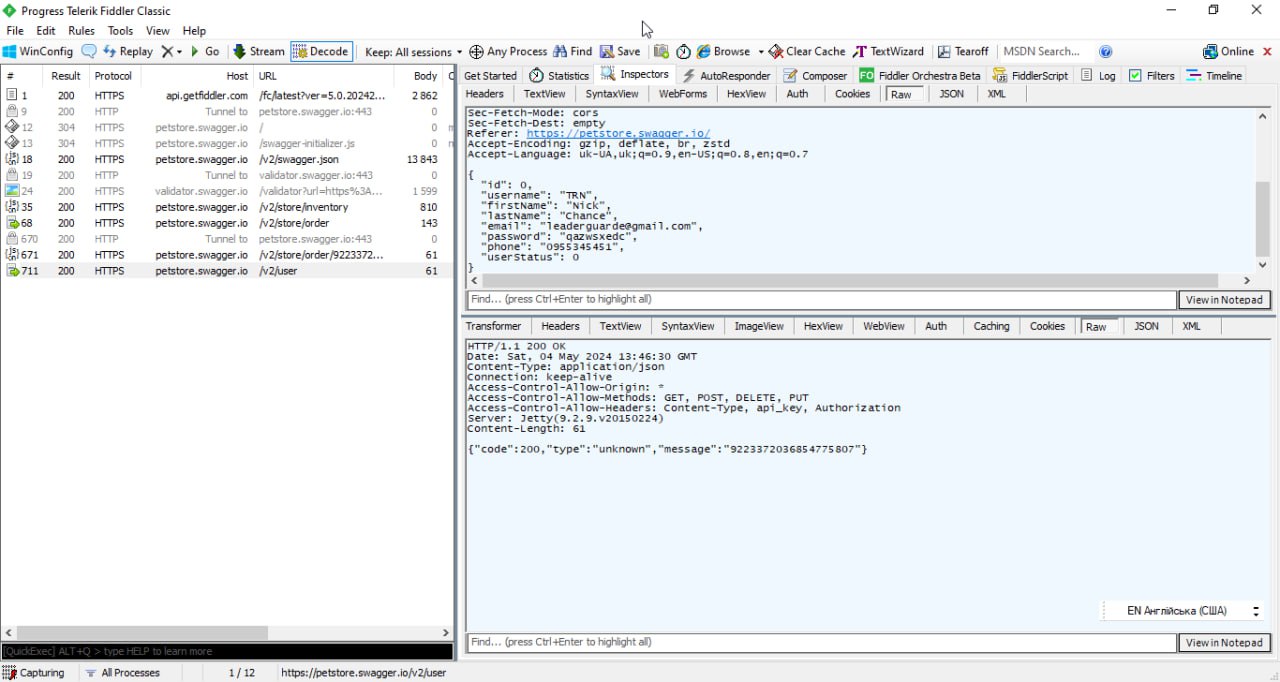 Progress Telerik Fiddler Classic
File Edit Rules Tools View Help
WinConfig Replay Go Stream Decode Keep: All sessions Any Process Find Save Browse Clear Cache TextWizard Tearoff MSDN Search... Online
# Result Protocol Host URL Body C
1 200 HTTPS api.getfiddler.com /fc/latest?ver=5.0.20242... 2 862
9 200 HTTP Tunnel to petstore.swagger.io:443 0
12 304 HTTPS petstore.swagger.io / 0
13 304 HTTPS petstore.swagger.io /swagger-initializer.js 0
18 200 HTTPS petstore.swagger.io /v2/swagger.json 13 843
19 200 HTTP Tunnel to validator.swagger.io:443 0
24 200 HTTPS validator.swagger.io /validator?url=https%3A... 1 599
35 200 HTTPS petstore.swagger.io /v2/store/inventory 810
68 200 HTTPS petstore.swagger.io /v2/store/order 143
670 200 HTTP Tunnel to petstore.swagger.io:443 0
671 200 HTTPS petstore.swagger.io /v2/store/order/9223372... 61
711 200 HTTPS petstore.swagger.io /v2/user 61
[QuickExec] ALT+Q > type HELP to learn more
Get Started Statistics Inspectors AutoResponder Composer FO Fiddler Orchestra Beta FiddlerScript Log Filters Timeline
Headers TextView SyntaxView WebForms HexView Auth Cookies Raw JSON XML
Sec-Fetch-Mode: cors
Sec-Fetch-Dest: empty
Referer: https://petstore.swagger.io/
Accept-Encoding: gzip, deflate, br, zstd
Accept-Language: uk-UA,uk;q=0.9,en-US;q=0.8,en;q=0.7
{
"id": 0,
"username": "TRN",
"firstName": "Nick",
"lastName": "Chance",
"email": "leaderguarde@gmail.com",
"password": "qazwsxedc",
"phone": "0955345451",
"userStatus": 0
}
Find... (press Ctrl+Enter to highlight all) View in Notepad
Transformer Headers TextView SyntaxView ImageView HexView WebView Auth Caching Cookies Raw JSON XML
HTTP/1.1 200 OK
Date: Sat, 04 May 2024 13:46:30 GMT
Content-Type: application/json
Connection: keep-alive
Access-Control-Allow-Origin: *
Access-Control-Allow-Methods: GET, POST, DELETE, PUT
Access-Control-Allow-Headers: Content-Type, api_key, Authorization
Server: Jetty(9.2.9.v20150224)
Content-Length: 61
{"code":200,"type":"unknown","message":"9223372036854775807"}
EN Англійська (США)
Find... (press Ctrl+Enter to highlight all) View in Notepad
Capturing All Processes 1 / 12 https://petstore.swagger.io/v2/user